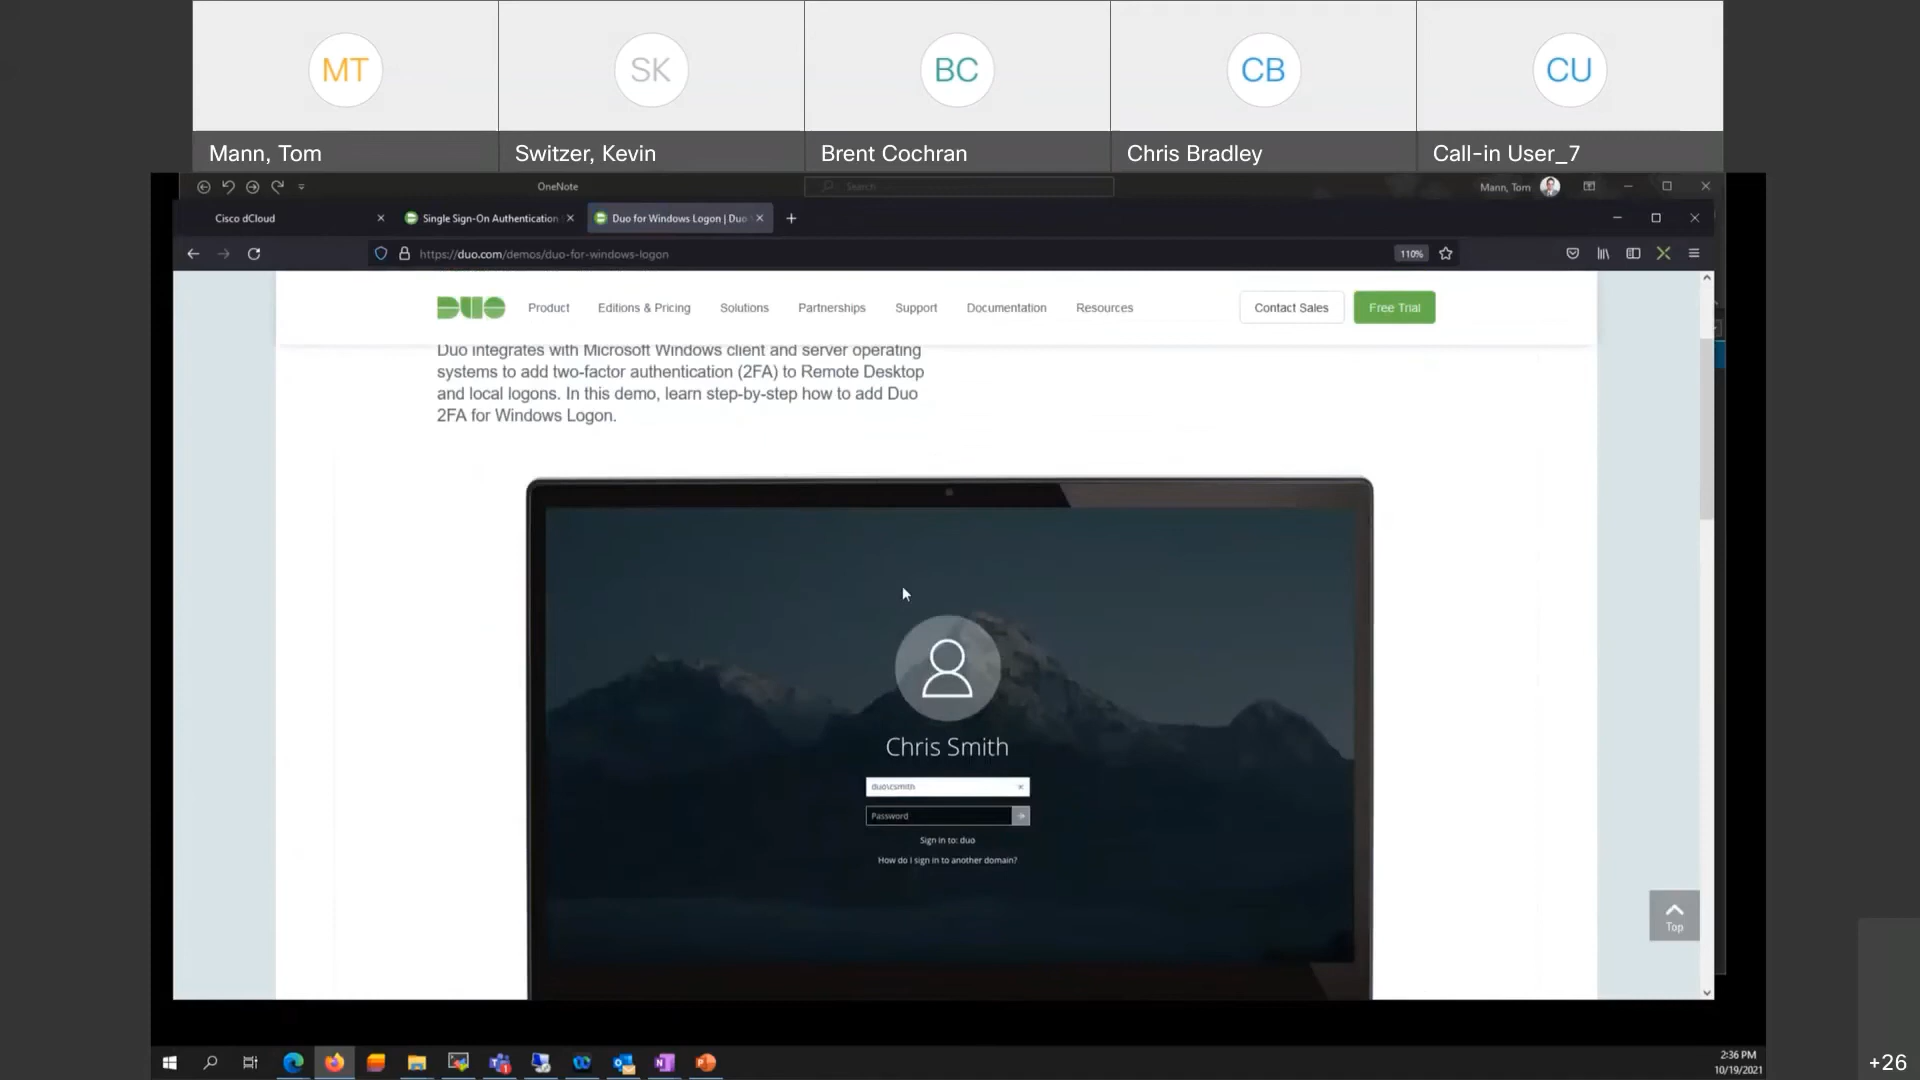 MT
SK
BC
CB
CU
Mann, Tom
Switzer, Kevin
Brent Cochran
Chris Bradley
Call-in User_7
OneNote
Search
Mann, Tom
Cisco dCloud
Single Sign-On Authentication
Duo for Windows Logon | Duo
https://duo.com/demos/duo-for-windows-logon
110%
DUO
Product
Editions & Pricing
Solutions
Partnerships
Support
Documentation
Resources
Contact Sales
Free Trial
Duo integrates with Microsoft Windows client and server operating
systems to add two-factor authentication (2FA) to Remote Desktop
and local logons. In this demo, learn step-by-step how to add Duo
2FA for Windows Logon.
Chris Smith
duo\csmith
Password
Sign in to: duo
How do I sign in to another domain?
Top
2:36 PM
10/19/2021
+26